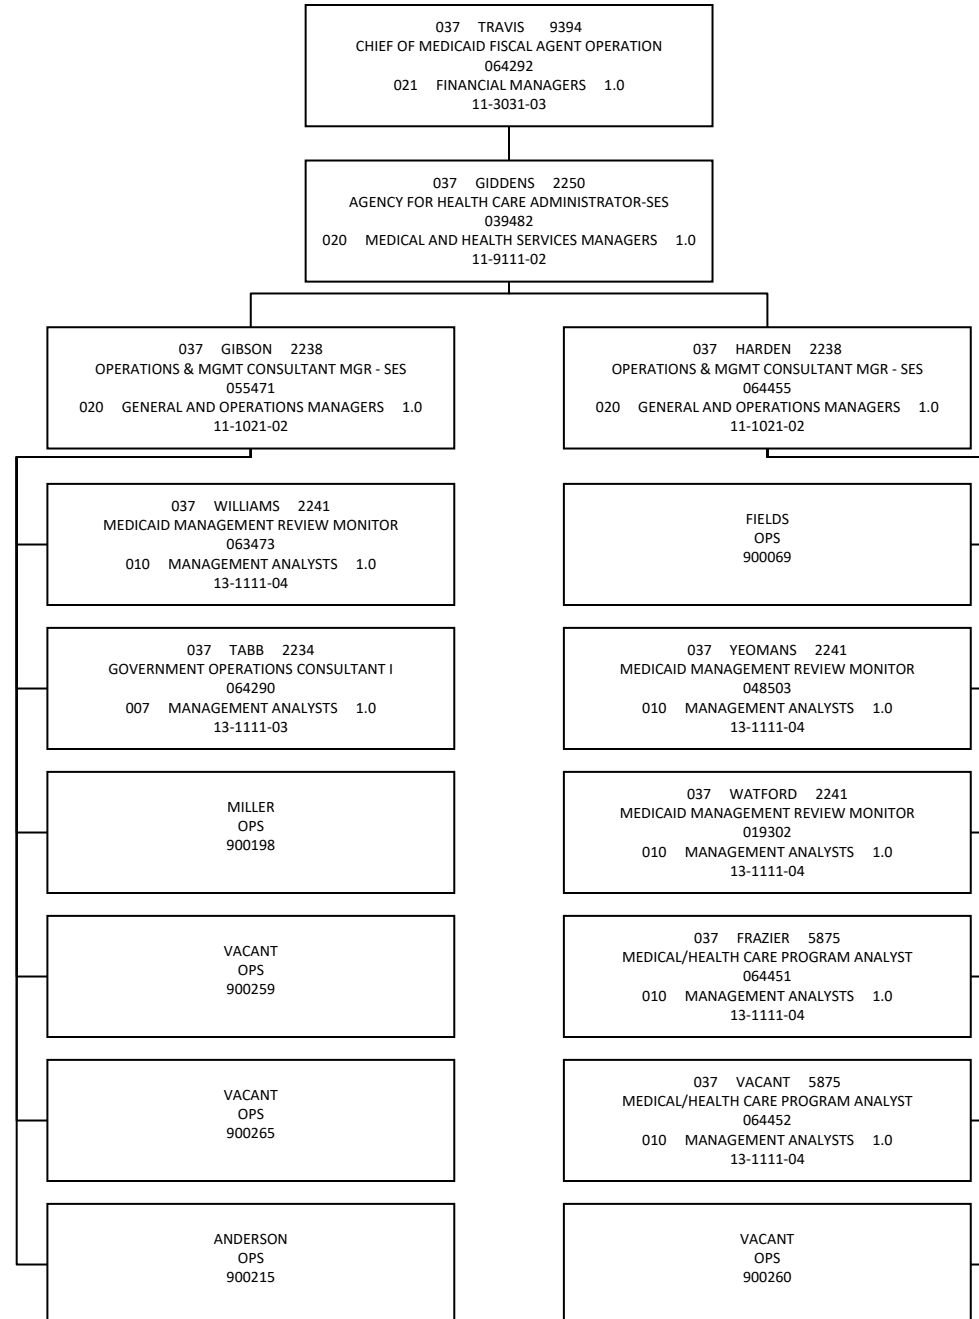 037 TRAVIS 9394
CHIEF OF MEDICAID FISCAL AGENT OPERATION
064292
021 FINANCIAL MANAGERS 1.0
11-3031-03
037 GIDDENS 2250
AGENCY FOR HEALTH CARE ADMINISTRATOR-SES
039482
020 MEDICAL AND HEALTH SERVICES MANAGERS 1.0
11-9111-02
037 GIBSON 2238
OPERATIONS & MGMT CONSULTANT MGR - SES
055471
020 GENERAL AND OPERATIONS MANAGERS 1.0
11-1021-02
037 WILLIAMS 2241
MEDICAID MANAGEMENT REVIEW MONITOR
063473
010 MANAGEMENT ANALYSTS 1.0
13-1111-04
037 TABB 2234
GOVERNMENT OPERATIONS CONSULTANT I
064290
007 MANAGEMENT ANALYSTS 1.0
13-1111-03
MILLER
OPS
900198
VACANT
OPS
900259
VACANT
OPS
900265
ANDERSON
OPS
900215
037 HARDEN 2238
OPERATIONS & MGMT CONSULTANT MGR - SES
064455
020 GENERAL AND OPERATIONS MANAGERS 1.0
11-1021-02
FIELDS
OPS
900069
037 YEOMANS 2241
MEDICAID MANAGEMENT REVIEW MONITOR
048503
010 MANAGEMENT ANALYSTS 1.0
13-1111-04
037 WATFORD 2241
MEDICAID MANAGEMENT REVIEW MONITOR
019302
010 MANAGEMENT ANALYSTS 1.0
13-1111-04
037 FRAZIER 5875
MEDICAL/HEALTH CARE PROGRAM ANALYST
064451
010 MANAGEMENT ANALYSTS 1.0
13-1111-04
037 VACANT 5875
MEDICAL/HEALTH CARE PROGRAM ANALYST
064452
010 MANAGEMENT ANALYSTS 1.0
13-1111-04
VACANT
OPS
900260